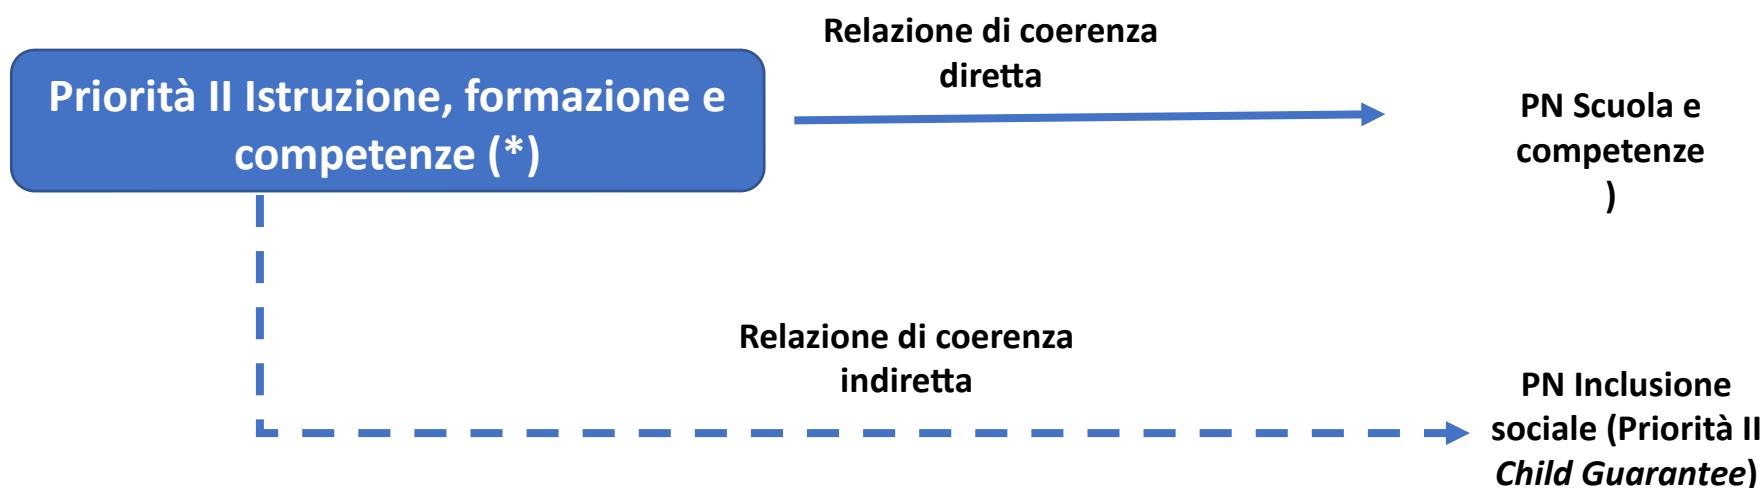 Relazione di coerenza
diretta
Priorità II Istruzione, formazione e
competenze (*)
PN Scuola e
competenze
)
Relazione di coerenza
indiretta
PN Inclusione
sociale (Priorità II
Child Guarantee)